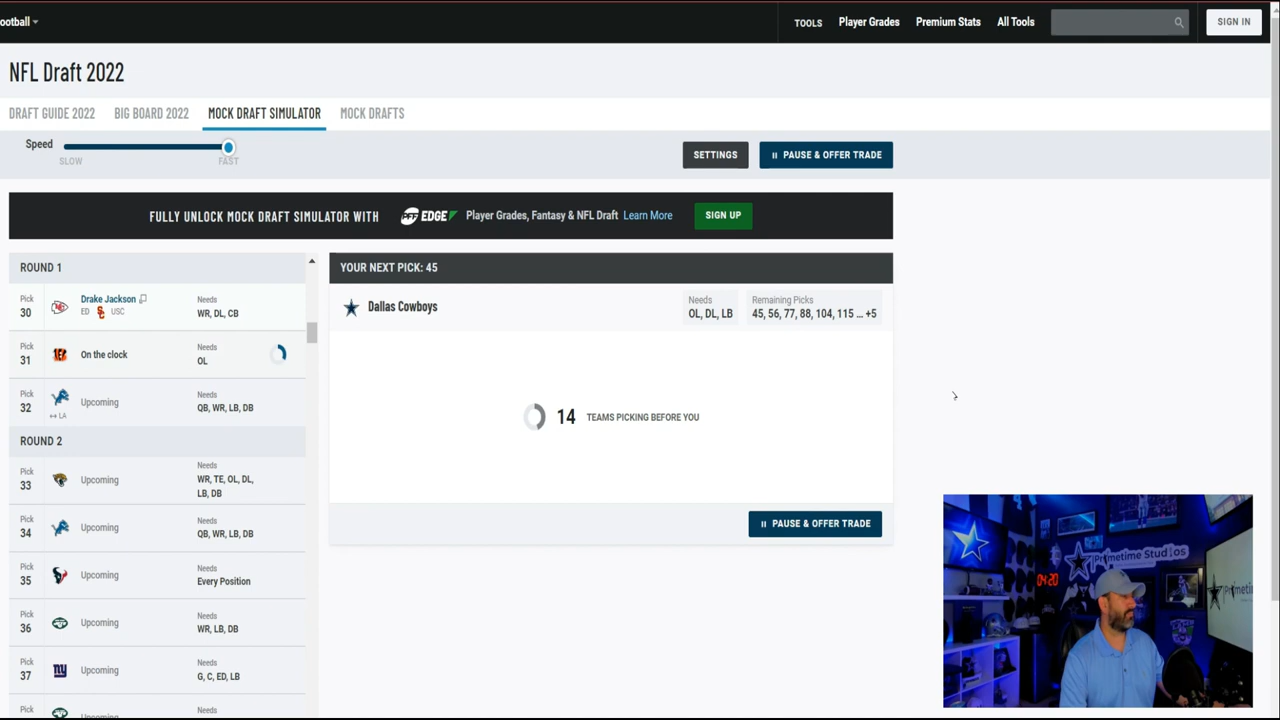 ootball
TOOLS
Player Grades
Premium Stats
All Tools
SIGN IN
NFL Draft 2022
DRAFT GUIDE 2022
BIG BOARD 2022
MOCK DRAFT SIMULATOR
MOCK DRAFTS
Speed
SLOW
FAST
SETTINGS
PAUSE & OFFER TRADE
FULLY UNLOCK MOCK DRAFT SIMULATOR WITH
PFF EDGE
Player Grades, Fantasy & NFL Draft Learn More
SIGN UP
ROUND 1
Pick
30
Drake Jackson
ED
USC
Needs
WR, DL, CB
Pick
31
On the clock
Needs
OL
Pick
32
LA
Upcoming
Needs
QB, WR, LB, DB
ROUND 2
Pick
33
Upcoming
Needs
WR, TE, OL, DL,
LB, DB
Pick
34
Upcoming
Needs
QB, WR, LB, DB
Pick
35
Upcoming
Needs
Every Position
Pick
36
Upcoming
Needs
WR, LB, DB
Pick
37
Upcoming
Needs
G, C, ED, LB
Pick
Needs
YOUR NEXT PICK: 45
Dallas Cowboys
Needs
OL, DL, LB
Remaining Picks
45, 56, 77, 88, 104, 115 ... +5
14 TEAMS PICKING BEFORE YOU
PAUSE & OFFER TRADE
Primetime Studios
04:20